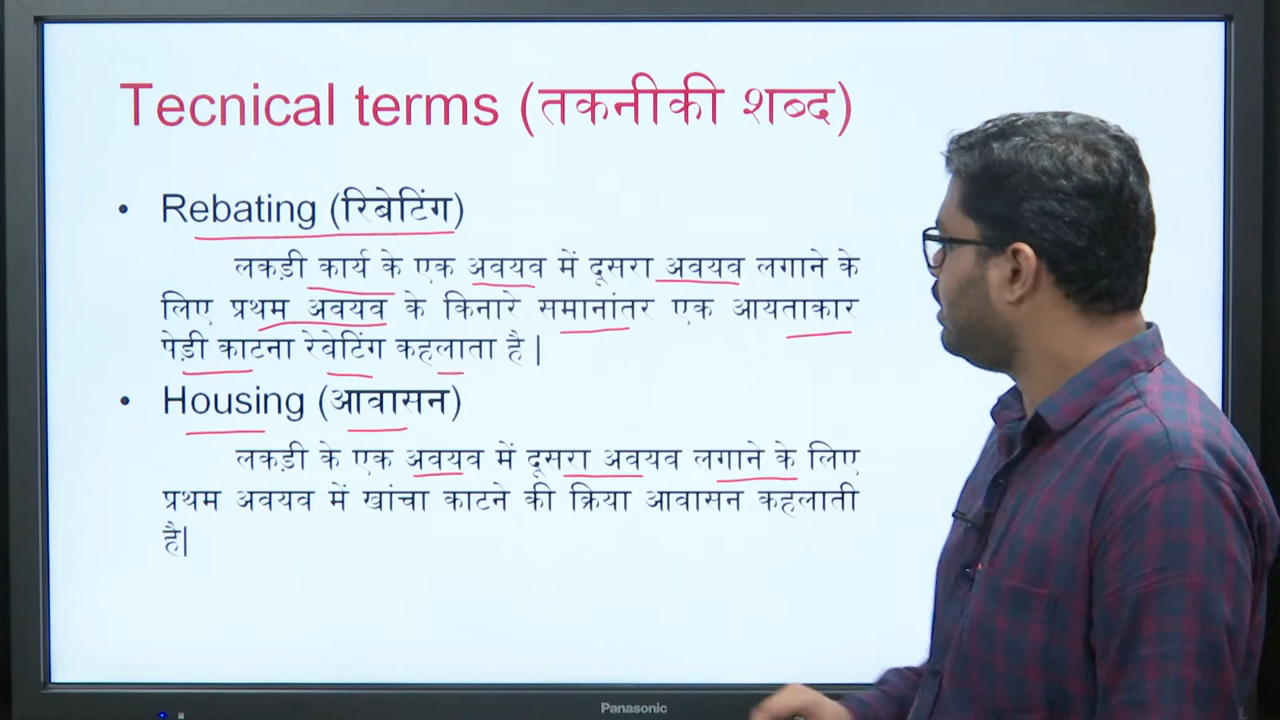 Tecnical terms (तकनीकी शब्द)
• Rebating (रिबेटिंग)
लकड़ी कार्य के एक अवयव में दूसरा अवयव लगाने के
लिए प्रथम अवयव के किनारे समानांतर एक आयताकार
पेड़ी काटना रेवेटिंग कहलाता है |
• Housing (आवासन)
लकड़ी के एक अवयव में दूसरा अवयव लगाने के लिए
प्रथम अवयव में खांचा काटने की क्रिया आवासन कहलाती
है|
Panasonic